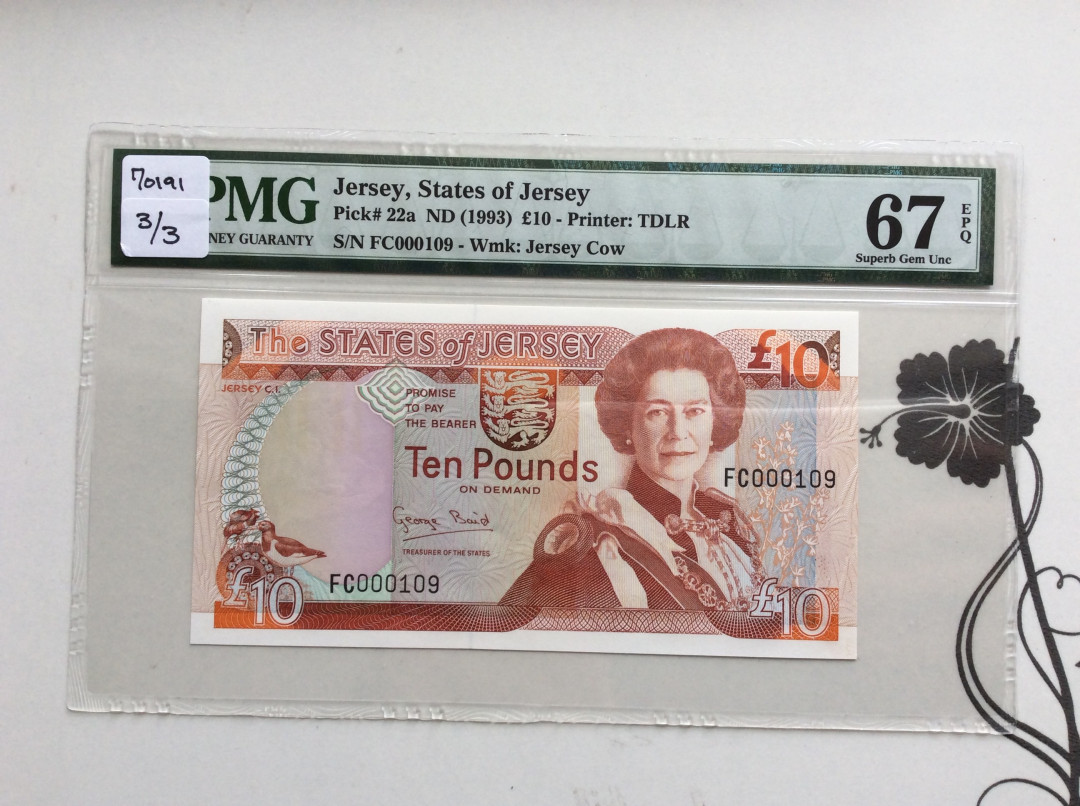 70191
3/3
PMG
NEY GUARANTY
Jersey, States of Jersey
Pick# 22a ND (1993) £10 - Printer: TDLR
S/N FC000109 - Wmk: Jersey Cow
67
EPQ
Superb Gem Unc
The STATES of JERSEY
£10
JERSEY C.I.
PROMISE
TO PAY
THE BEARER
Ten Pounds
ON DEMAND
FC000109
George Baird
TREASURER OF THE STATES
FC000109
£10
£10